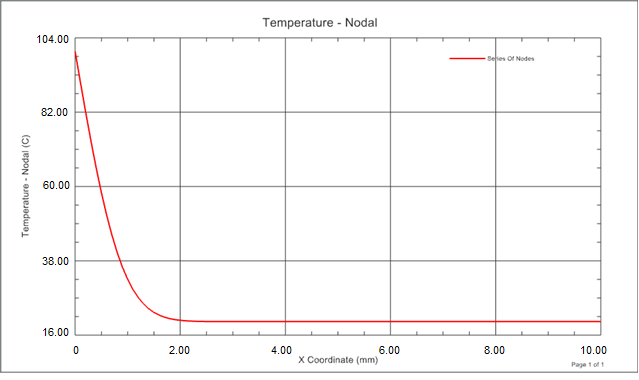 Temperature - Nodal
104.00
Series Of Nodes
82.00
Temperature - Nodal (C)
60.00
38.00
16.00
0 2.00 4.00 6.00 8.00 10.00
X Coordinate (mm)
Page 1 of 1